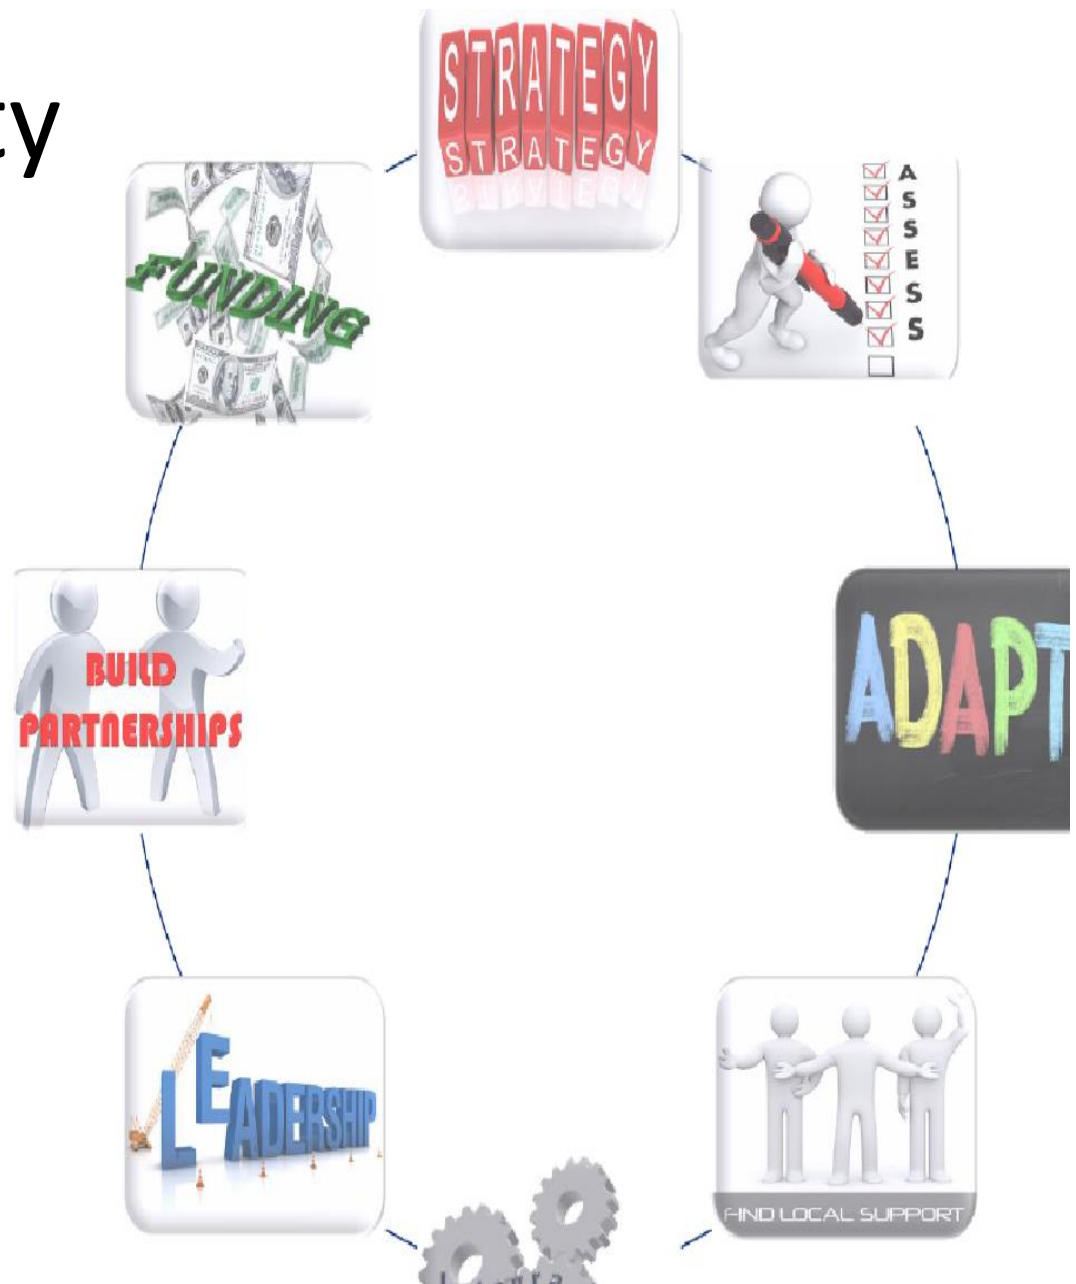 ty
STRATEGY
STRATEGY
FUNDING
A
S
S
E
S
S
BUILD
PARTNERSHIPS
ADAPT
LEADERSHIP
FIND LOCAL SUPPORT